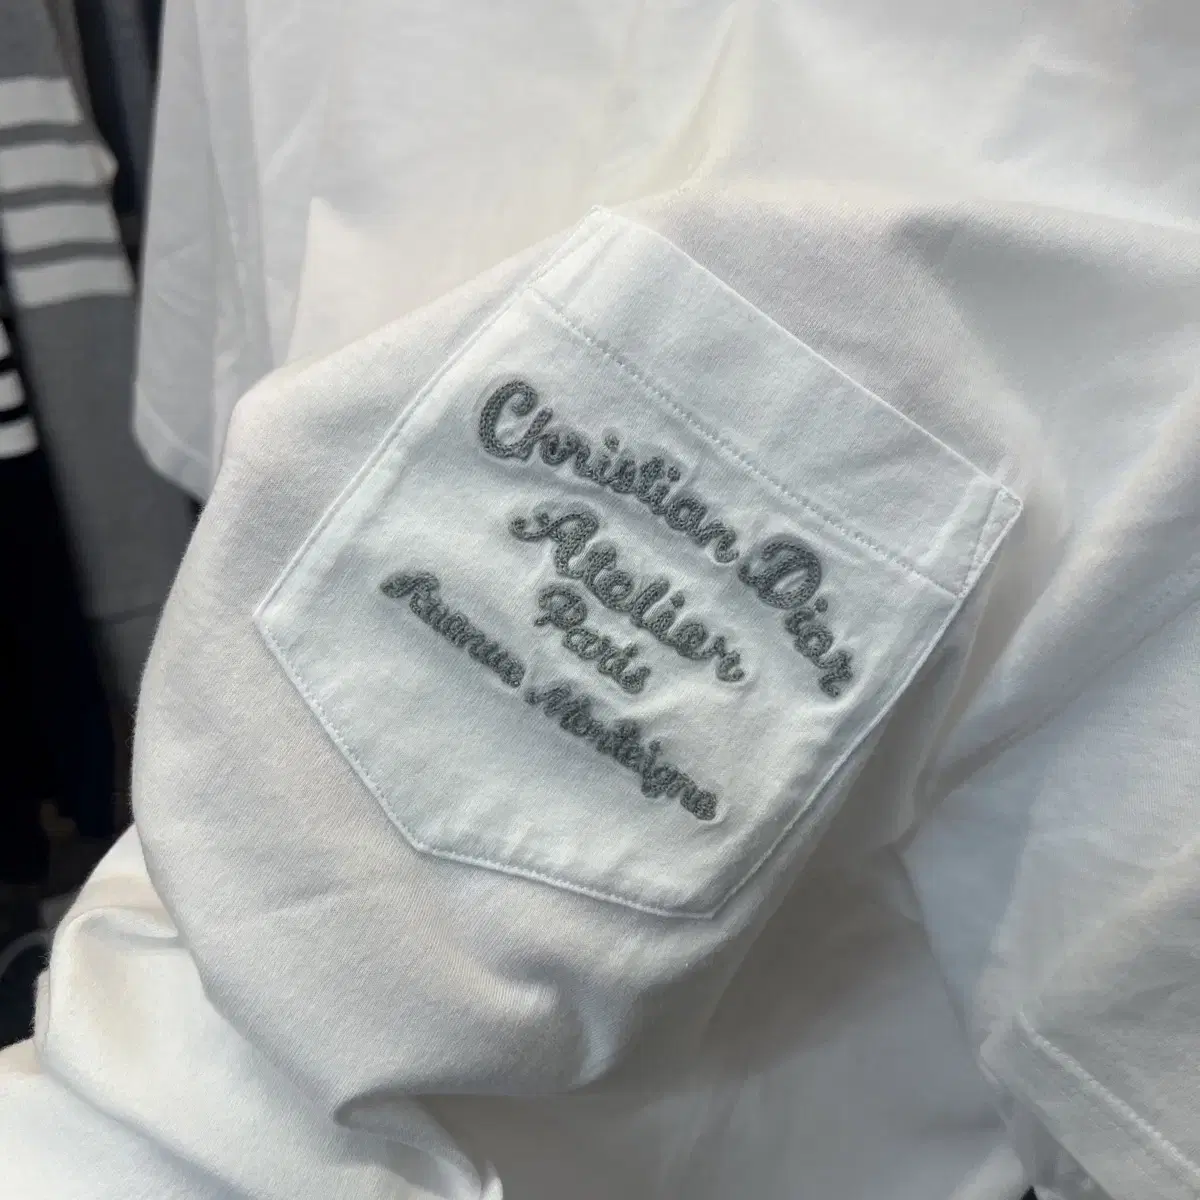 Christian Dior
Atelier
Paris
Avenue Montaigne